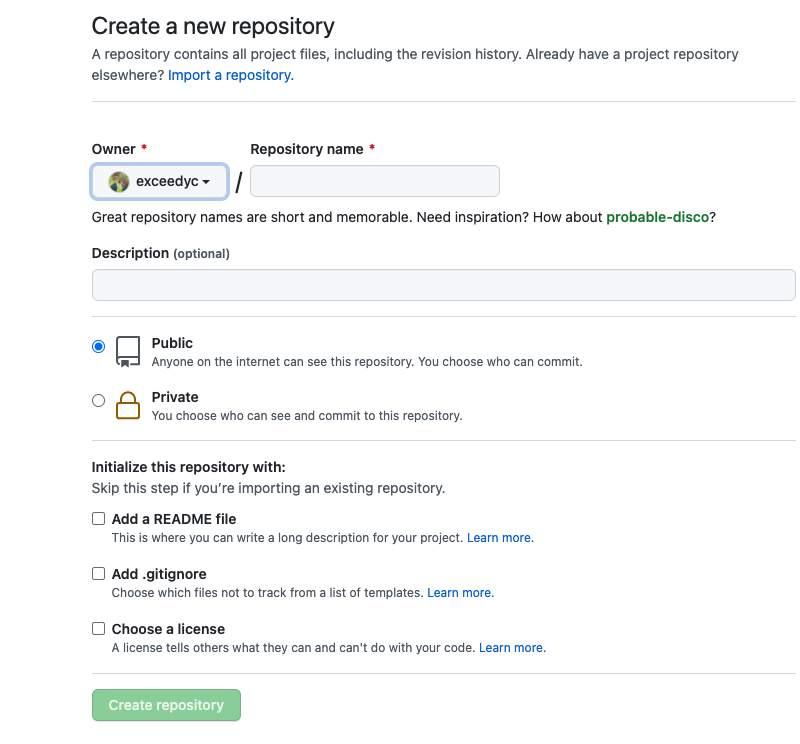 Create a new repository
A repository contains all project files, including the revision history. Already have a project repository
elsewhere? Import a repository.
Owner * Repository name *
exceedyc / 
Great repository names are short and memorable. Need inspiration? How about probable-disco?
Description (optional)
Public
Anyone on the internet can see this repository. You choose who can commit.
Private
You choose who can see and commit to this repository.
Initialize this repository with:
Skip this step if you’re importing an existing repository.
Add a README file
This is where you can write a long description for your project. Learn more.
Add .gitignore
Choose which files not to track from a list of templates. Learn more.
Choose a license
A license tells others what they can and can't do with your code. Learn more.
Create repository